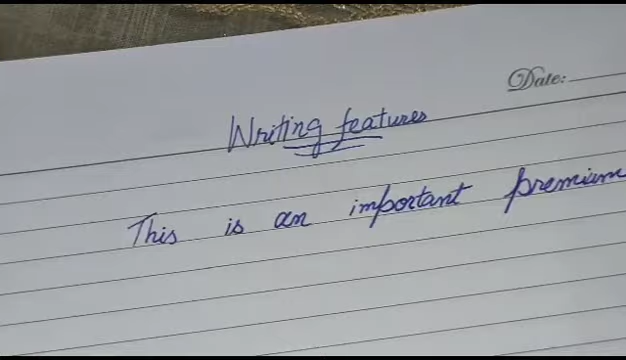 Date:
Writing features
This is an important premium